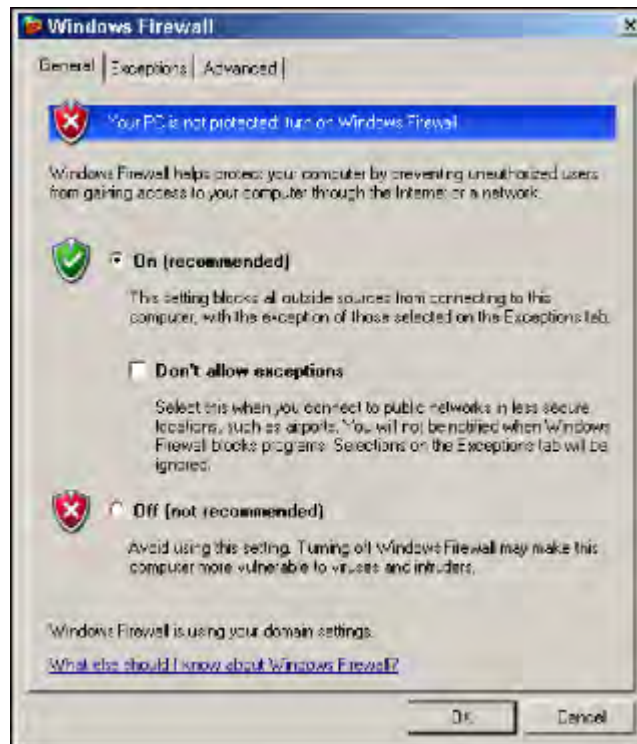 Windows Firewall
General Exceptions Advanced
Your PC is not protected: turn on Windows Firewall
Windows Firewall helps protect your computer by preventing unauthorized users
from gaining access to your computer through the Internet or a network.
On (recommended)
This setting blocks all outside sources from connecting to this
computer, with the exception of those selected on the Exceptions tab.
Don't allow exceptions
Select this when you connect to public networks in less secure
locations, such as airports. You will not be notified when Windows
Firewall blocks programs. Selections on the Exceptions tab will be
ignored.
Off (not recommended)
Avoid using this setting. Turning off Windows Firewall may make this
computer more vulnerable to viruses and intruders.
Windows Firewall is using your domain settings.
What else should I know about Windows Firewall?
OK Cancel